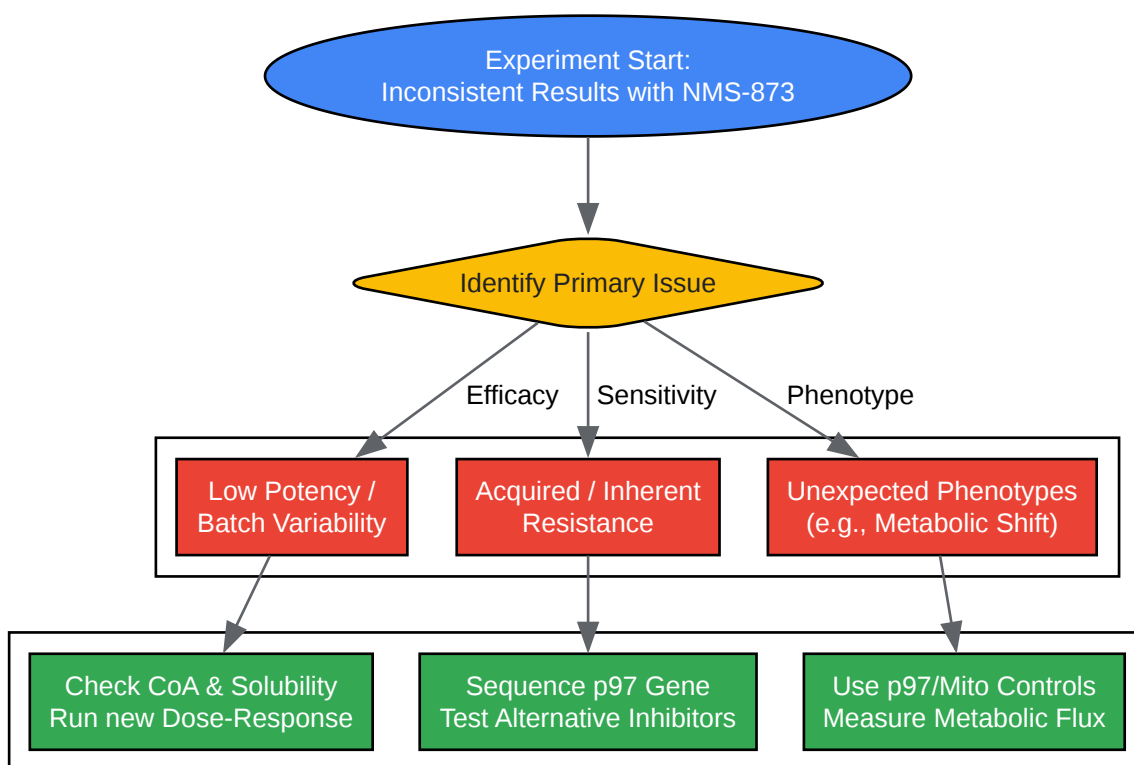 Experiment Start:
Inconsistent Results with NMS-873
Identify Primary Issue
Efficacy
Sensitivity
Phenotype
Low Potency /
Batch Variability
Acquired / Inherent
Resistance
Unexpected Phenotypes
(e.g., Metabolic Shift)
Check CoA & Solubility
Run new Dose-Response
Sequence p97 Gene
Test Alternative Inhibitors
Use p97/Mito Controls
Measure Metabolic Flux